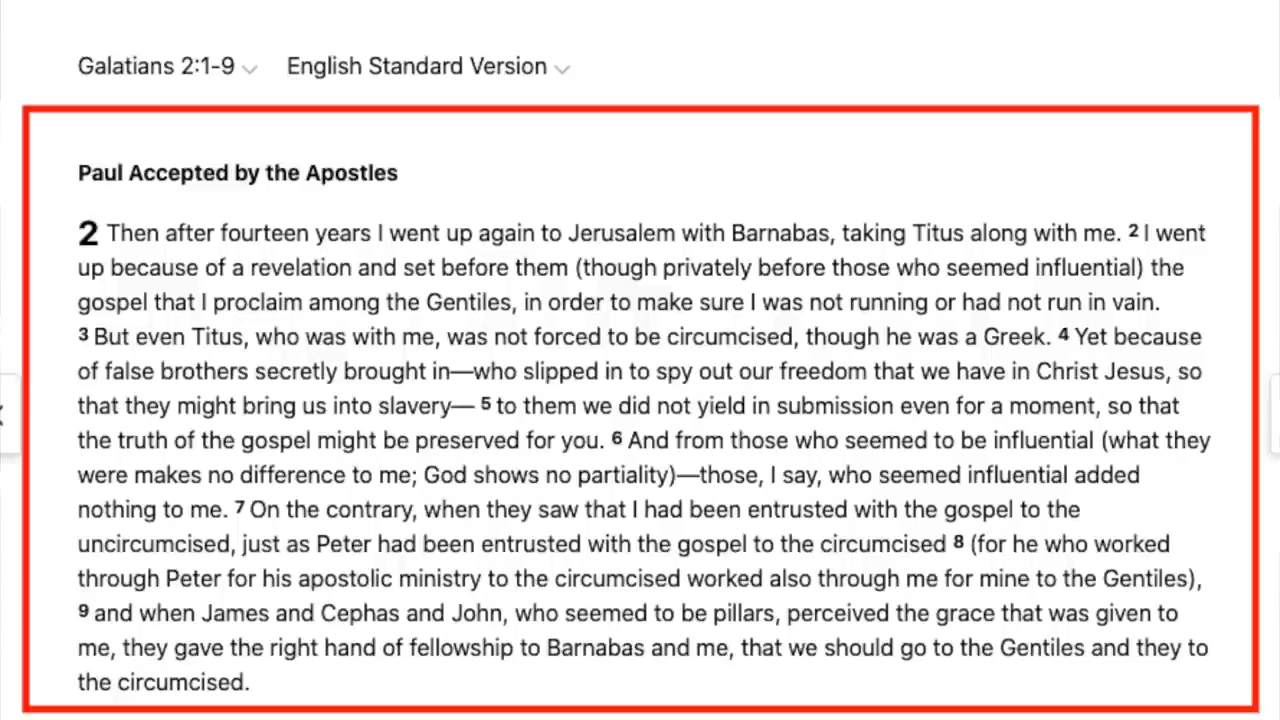 Galatians 2:1-9 English Standard Version
Paul Accepted by the Apostles
2 Then after fourteen years I went up again to Jerusalem with Barnabas, taking Titus along with me. 2 I went
up because of a revelation and set before them (though privately before those who seemed influential) the
gospel that I proclaim among the Gentiles, in order to make sure I was not running or had not run in vain.
3 But even Titus, who was with me, was not forced to be circumcised, though he was a Greek. 4 Yet because
of false brothers secretly brought in—who slipped in to spy out our freedom that we have in Christ Jesus, so
that they might bring us into slavery— 5 to them we did not yield in submission even for a moment, so that
the truth of the gospel might be preserved for you. 6 And from those who seemed to be influential (what they
were makes no difference to me; God shows no partiality)—those, I say, who seemed influential added
nothing to me. 7 On the contrary, when they saw that I had been entrusted with the gospel to the
uncircumcised, just as Peter had been entrusted with the gospel to the circumcised 8 (for he who worked
through Peter for his apostolic ministry to the circumcised worked also through me for mine to the Gentiles),
9 and when James and Cephas and John, who seemed to be pillars, perceived the grace that was given to
me, they gave the right hand of fellowship to Barnabas and me, that we should go to the Gentiles and they to
the circumcised.